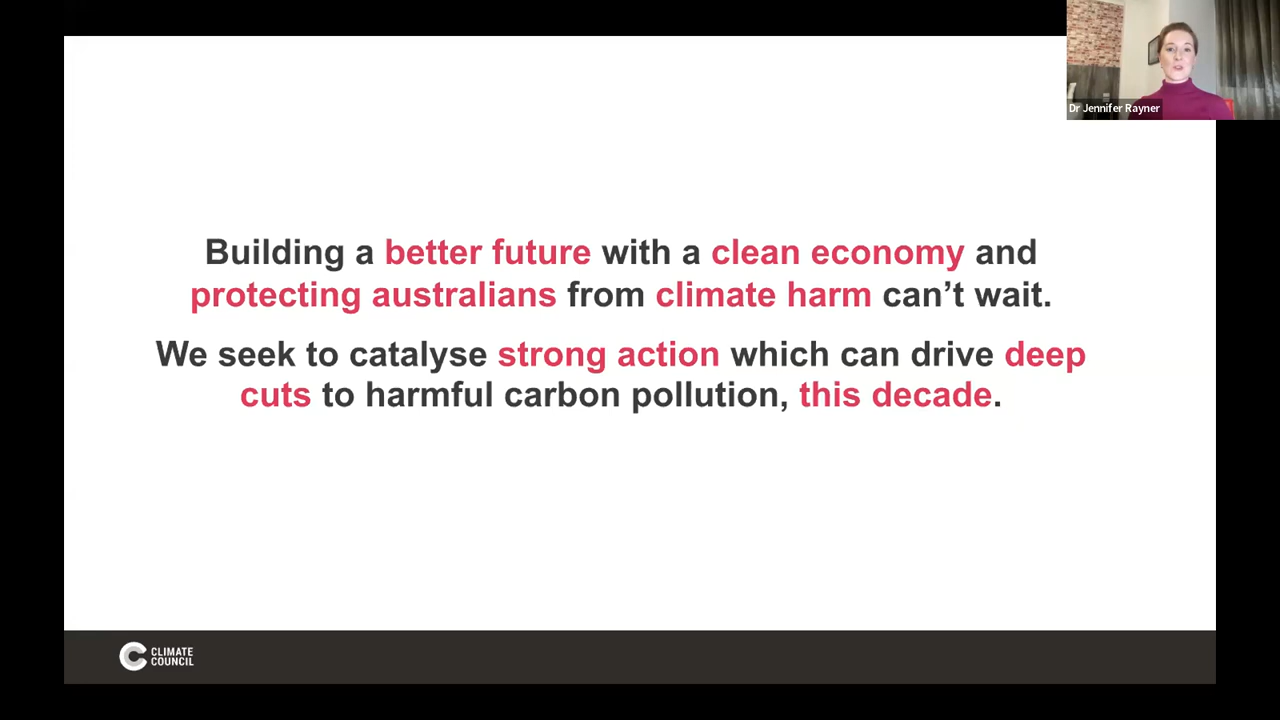 Dr Jennifer Rayner
Building a better future with a clean economy and
protecting australians from climate harm can’t wait.
We seek to catalyse strong action which can drive deep
cuts to harmful carbon pollution, this decade.
CLIMATE
COUNCIL